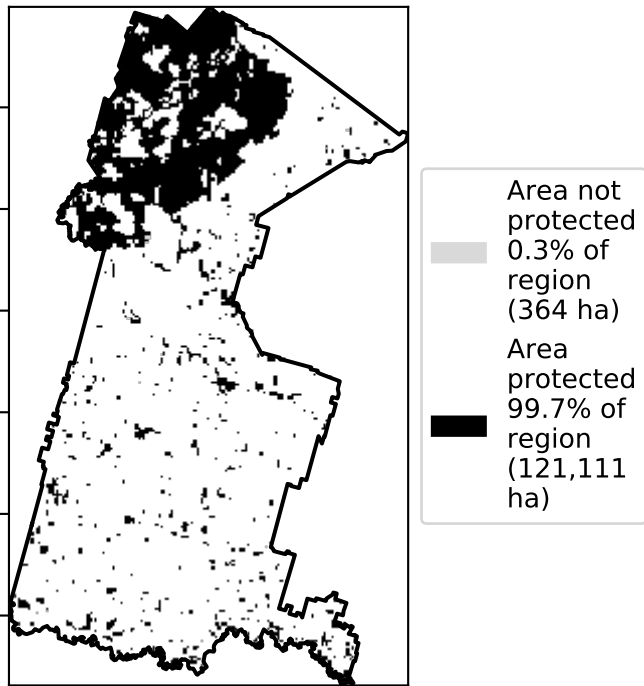 Area not
protected
0.3% of
region
(364 ha)
Area
protected
99.7% of
region
(121,111
ha)